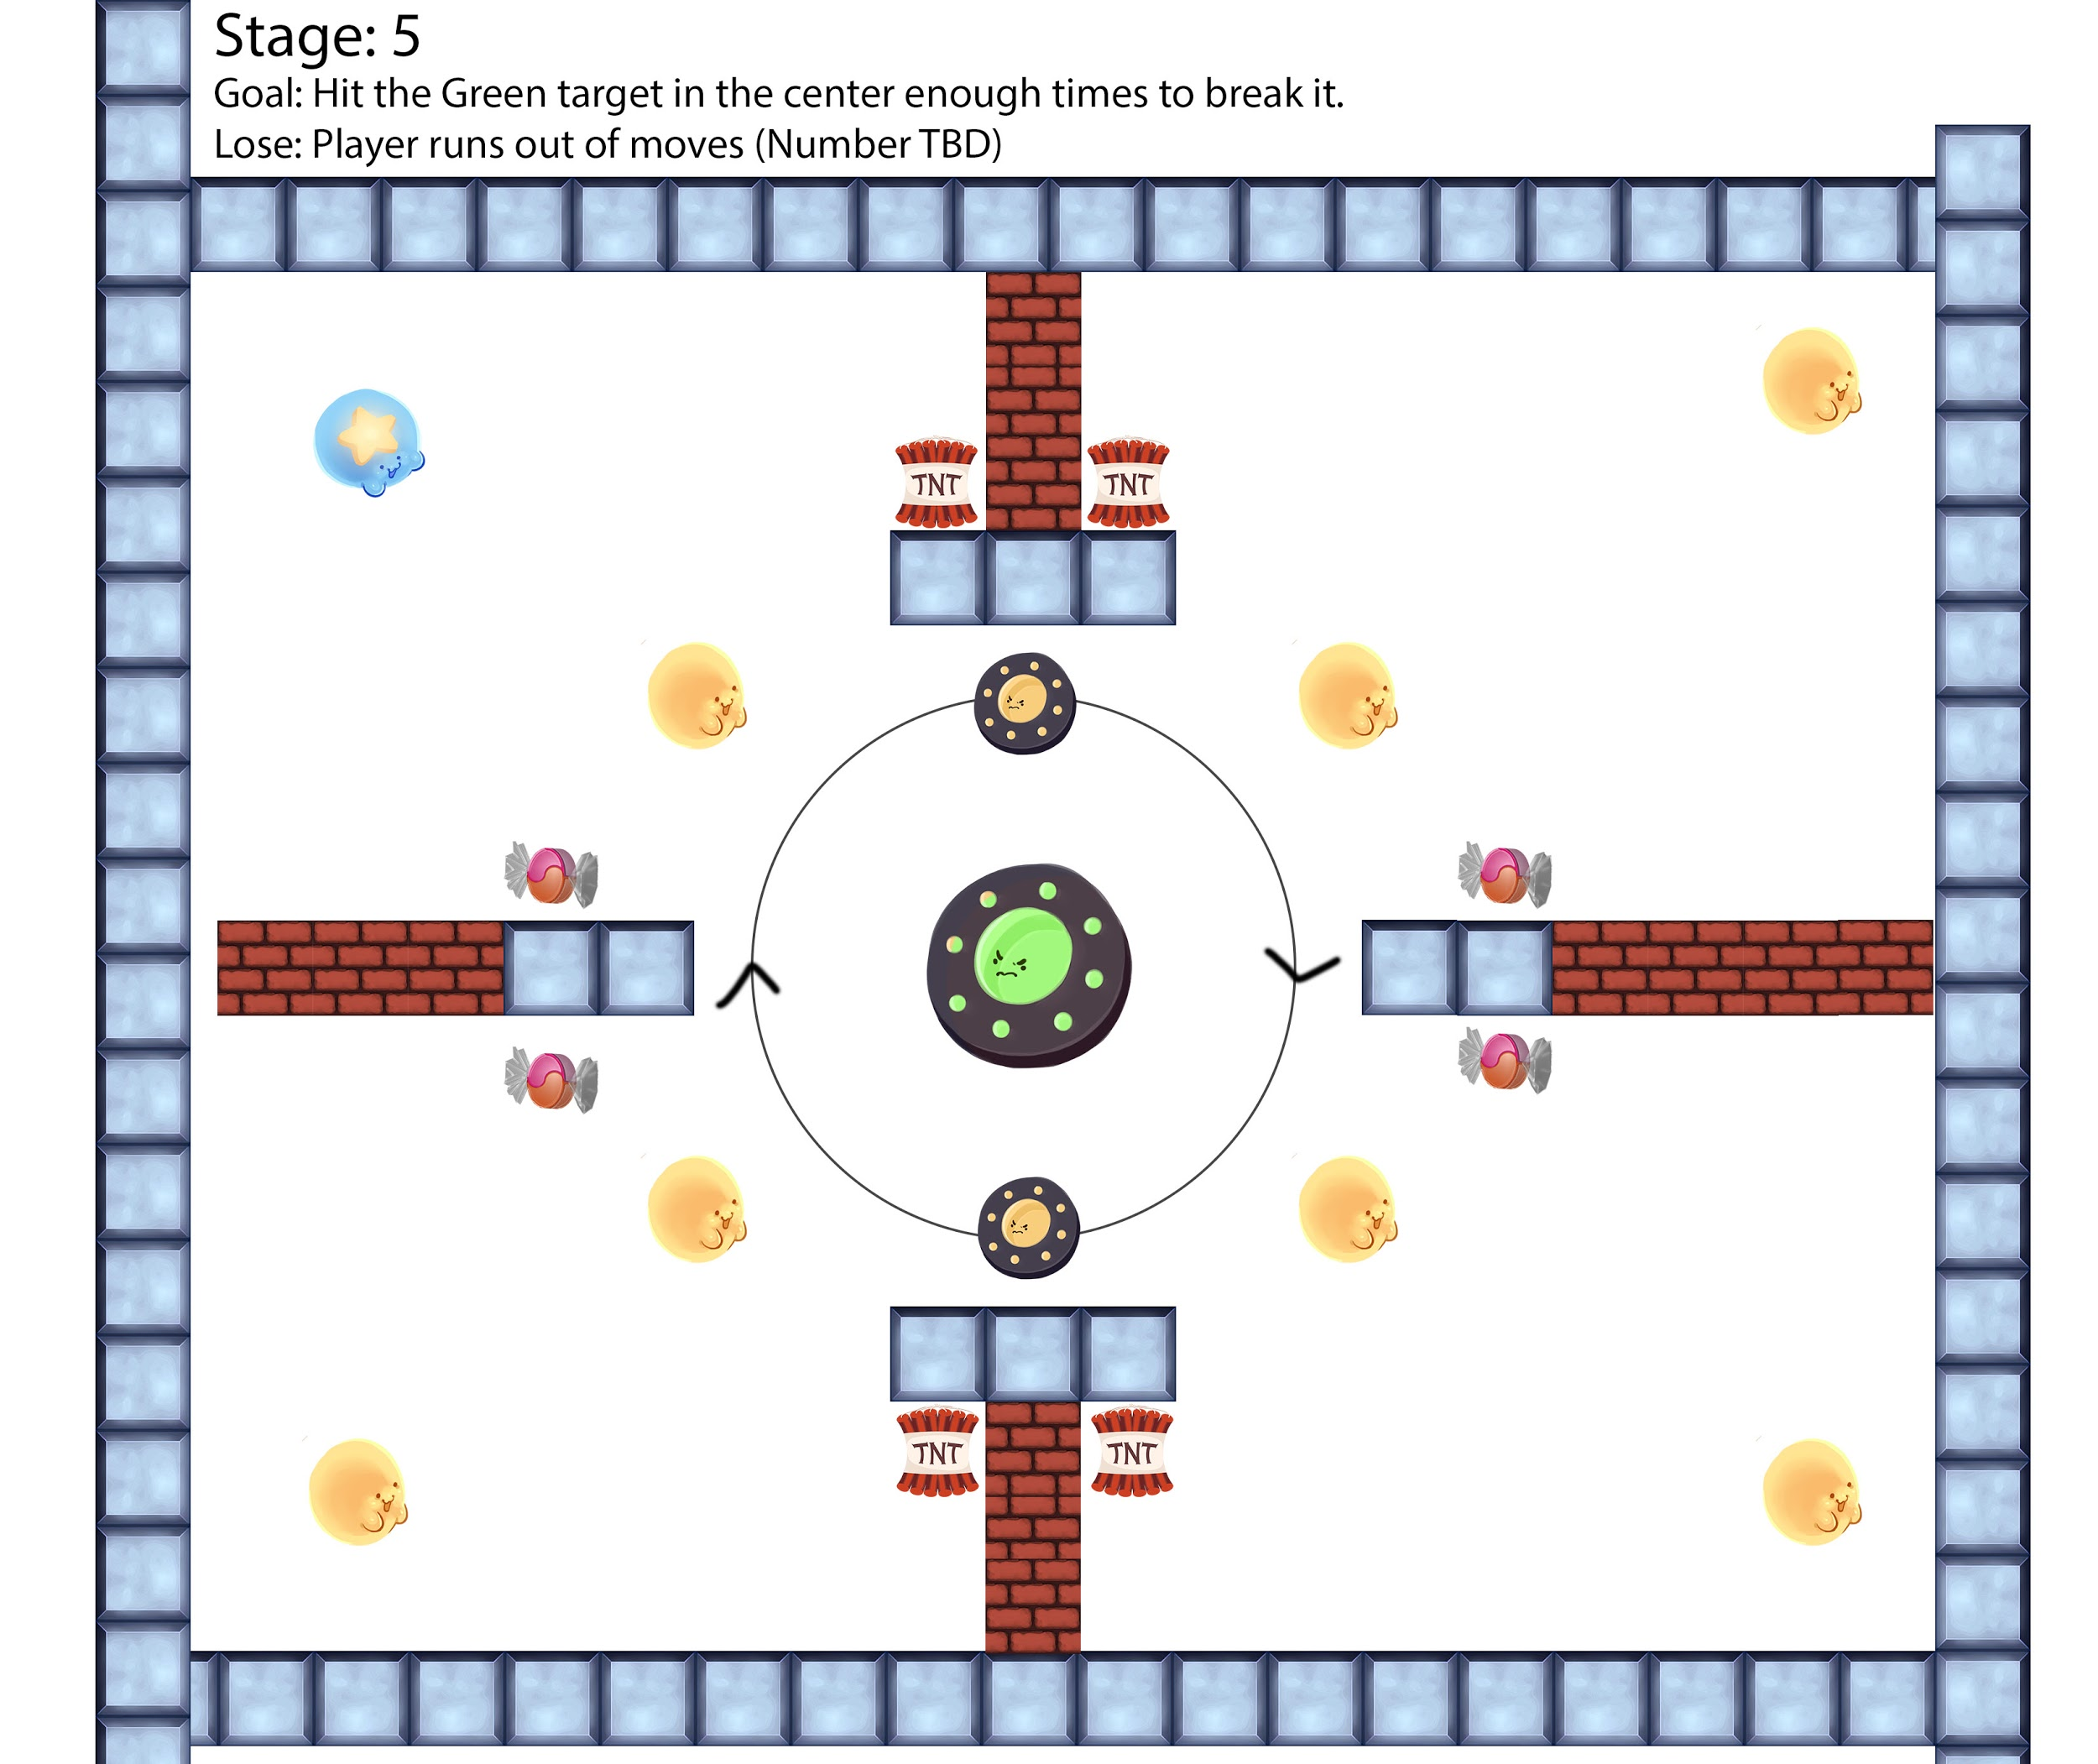 Stage: 5
Goal: Hit the Green target in the center enough times to break it.
Lose: Player runs out of moves (Number TBD)
TNT TNT
TNT TNT